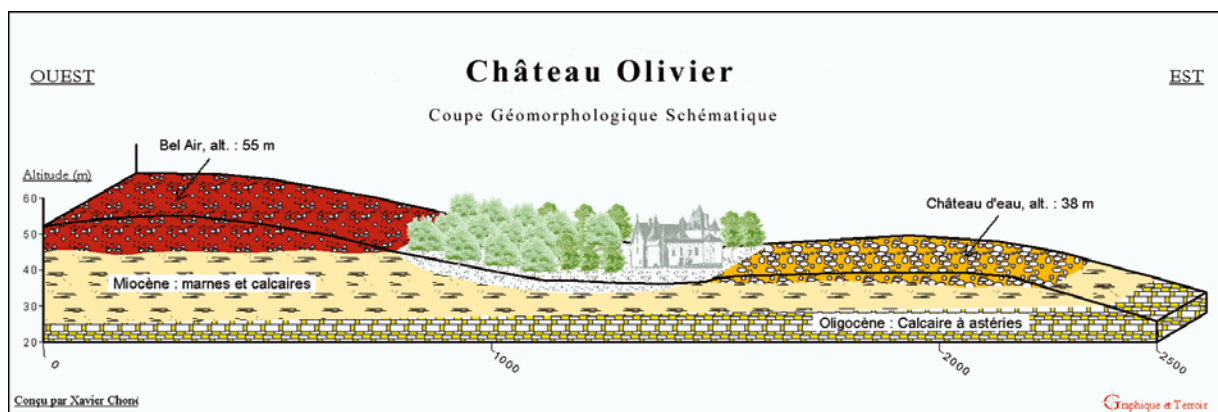 Château Olivier
OUEST
EST
Coupe Géomorphologique Schématique
Bel Air, alt. : 55 m
Altitude (m)
Château d'eau, alt. : 38 m
60
50
40
30
20
Miocène : marnes et calcaires
Oligocène : Calcaire à astéries
0
1000
2000
2500
Conçu par Xavier Choné
Graphique et Terroir